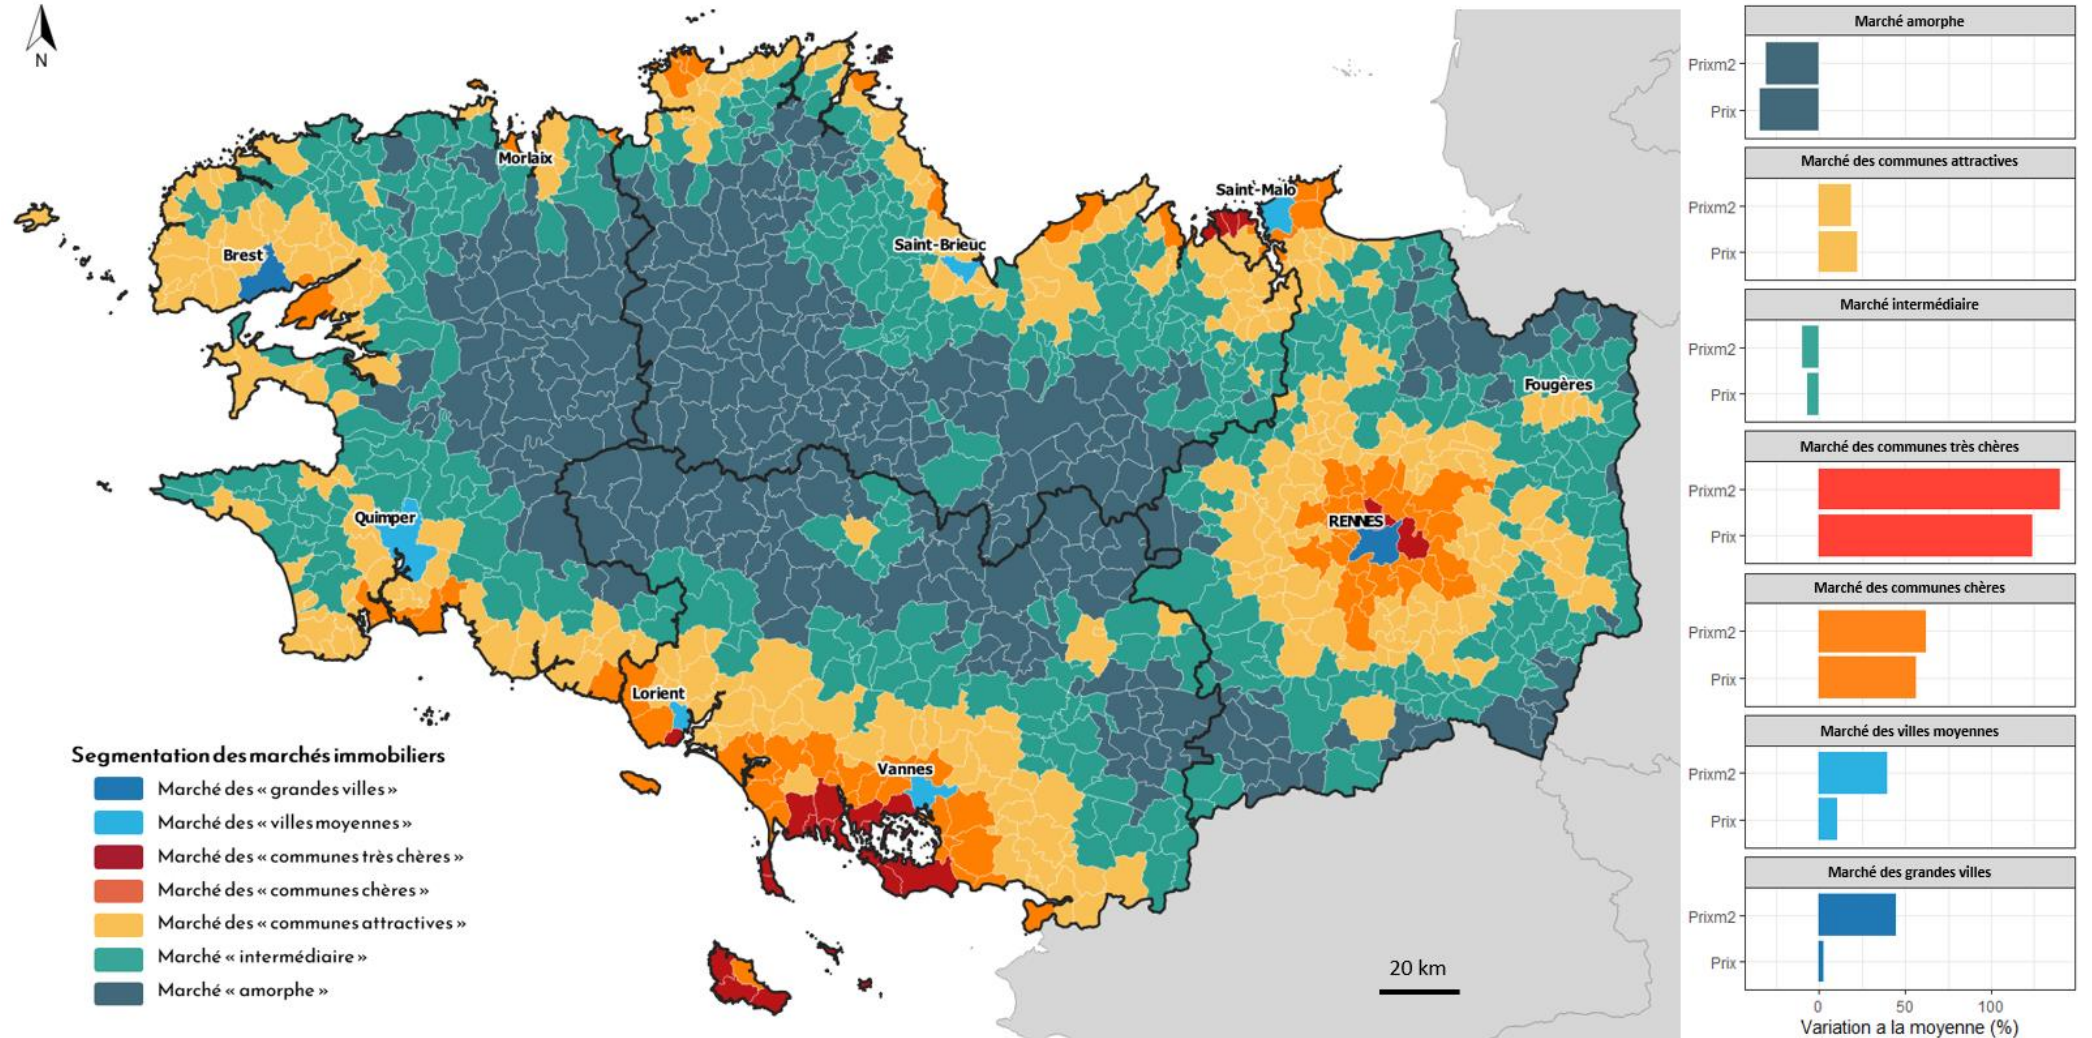 N
Morlaix
Saint-Malo
Brest
Saint-Brieuc
Fougères
Quimper
RENNES
Lorient
Vannes
20 km
Segmentation des marchés immobiliers
Marché des « grandes villes »
Marché des « villes moyennes »
Marché des « communes très chères »
Marché des « communes chères »
Marché des « communes attractives »
Marché « intermédiaire »
Marché « amorphe »
Marché amorphe
Prixm2
Prix
Marché des communes attractives
Prixm2
Prix
Marché intermédiaire
Prixm2
Prix
Marché des communes très chères
Prixm2
Prix
Marché des communes chères
Prixm2
Prix
Marché des villes moyennes
Prixm2
Prix
Marché des grandes villes
Prixm2
Prix
0 50 100
Variation a la moyenne (%)